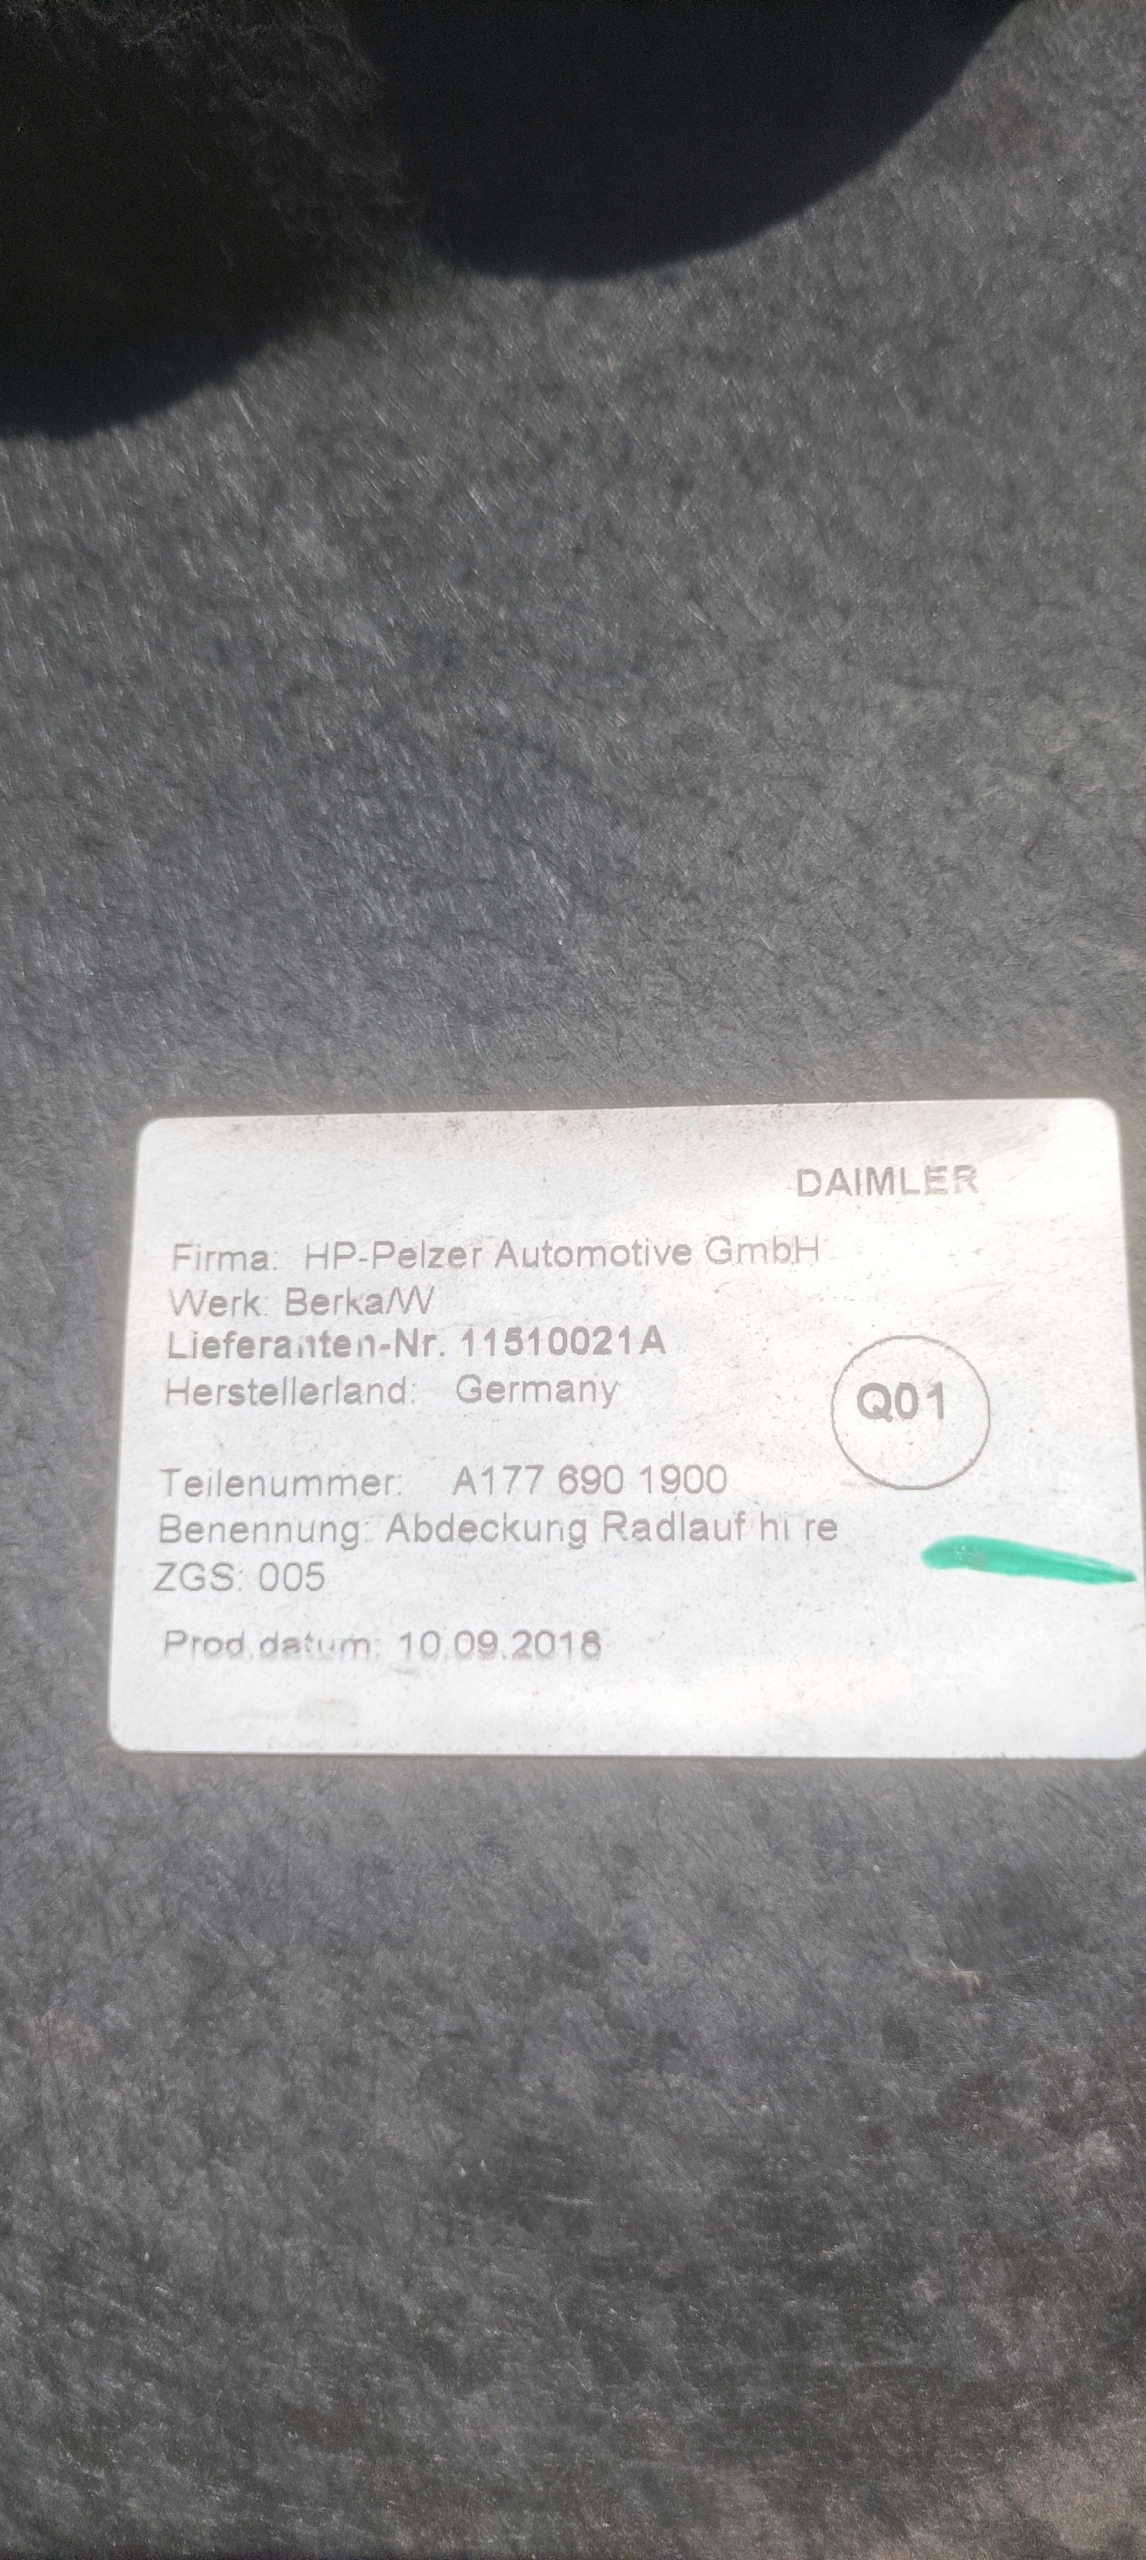 DAIMLER
Firma: HP-Pelzer Automotive GmbH
Werk: Berka/W
Lieferanten-Nr. 11510021A
Herstellerland: Germany
Q01
Teilenummer: A177 690 1900
Benennung: Abdeckung Radlauf hi re
ZGS: 005
Prod.datum: 10.09.2018